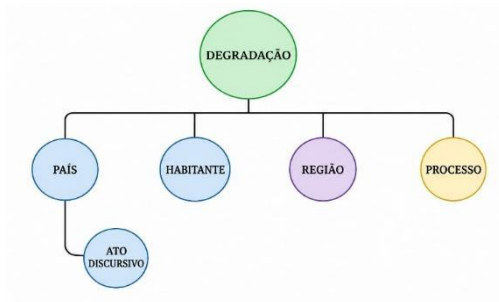 DEGRADAÇÃO
PAÍS
HABITANTE
REGIÃO
PROCESSO
ATO
DISCURSIVO